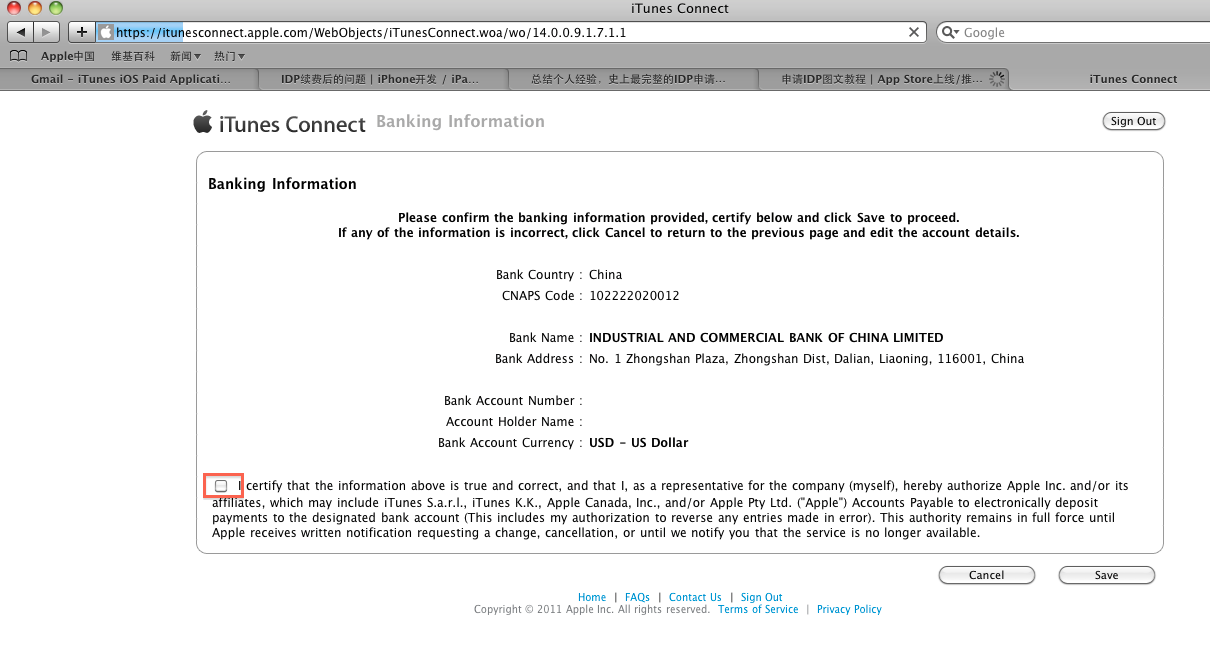 iTunes Connect
https://itunesconnect.apple.com/WebObjects/iTunesConnect.woa/wo/14.0.0.9.1.7.1.1
Google
Apple中国 维基百科 新闻 热门
Gmail - iTunes iOS Paid Applicati... IDP续费后的问题 | iPhone开发 / iPa... 总结个人经验，史上最完整的IDP申请... 申请IDP图文教程 | App Store上线/推... iTunes Connect
iTunes Connect Banking Information
Sign Out
Banking Information
Please confirm the banking information provided, certify below and click Save to proceed.
If any of the information is incorrect, click Cancel to return to the previous page and edit the account details.
Bank Country : China
CNAPS Code : 102222020012
Bank Name : INDUSTRIAL AND COMMERCIAL BANK OF CHINA LIMITED
Bank Address : No. 1 Zhongshan Plaza, Zhongshan Dist, Dalian, Liaoning, 116001, China
Bank Account Number :
Account Holder Name :
Bank Account Currency : USD - US Dollar
I certify that the information above is true and correct, and that I, as a representative for the company (myself), hereby authorize Apple Inc. and/or its
affiliates, which may include iTunes S.a.r.l., iTunes K.K., Apple Canada, Inc., and/or Apple Pty Ltd. ("Apple") Accounts Payable to electronically deposit
payments to the designated bank account (This includes my authorization to reverse any entries made in error). This authority remains in full force until
Apple receives written notification requesting a change, cancellation, or until we notify you that the service is no longer available.
Cancel Save
Home | FAQs | Contact Us | Sign Out
Copyright © 2011 Apple Inc. All rights reserved. Terms of Service | Privacy Policy